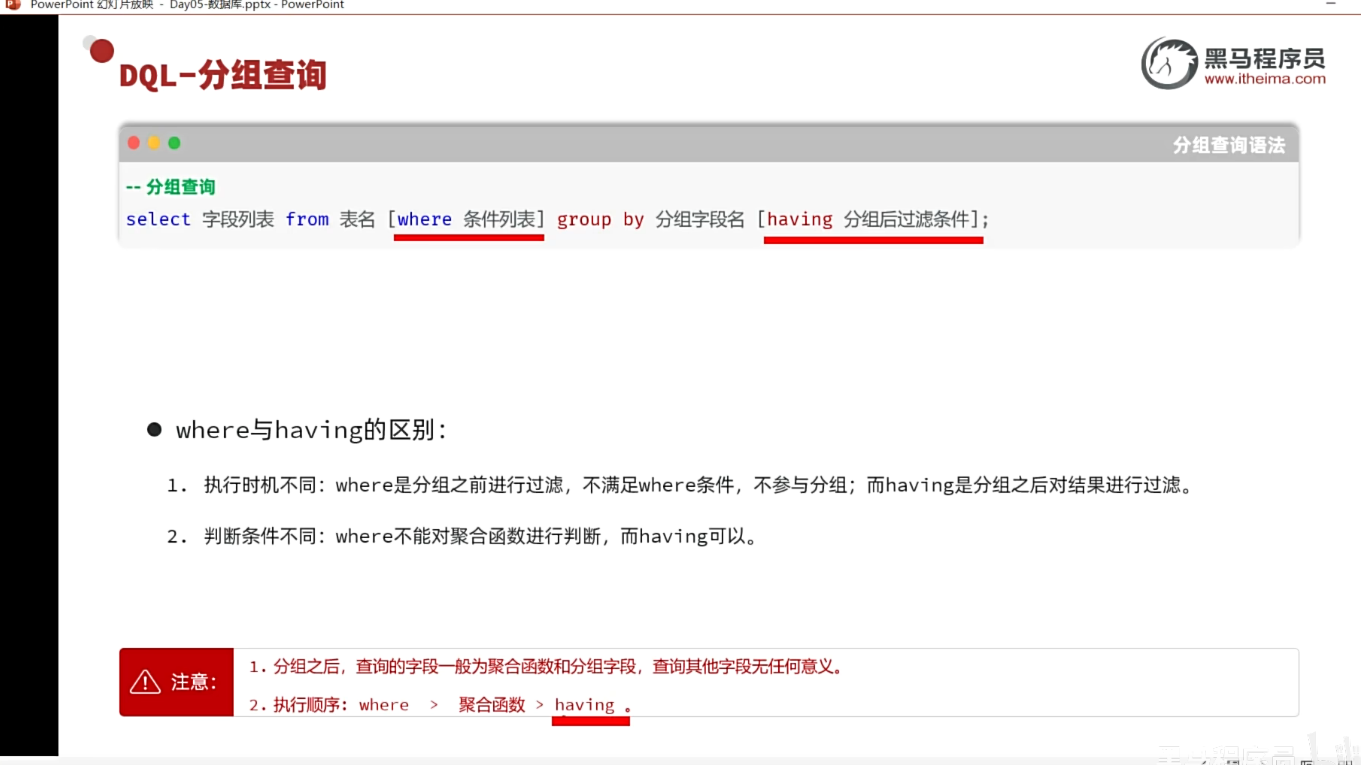 PowerPoint 幻灯片放映 - Day05-数据库.pptx - PowerPoint
黑马程序员
www.itheima.com
DQL-分组查询
分组查询语法
-- 分组查询
select 字段列表 from 表名 [where 条件列表] group by 分组字段名 [having 分组后过滤条件];
where与having的区别：
1. 执行时机不同：where是分组之前进行过滤，不满足where条件，不参与分组；而having是分组之后对结果进行过滤。
2. 判断条件不同：where不能对聚合函数进行判断，而having可以。
注意：
1.分组之后，查询的字段一般为聚合函数和分组字段，查询其他字段无任何意义。
2.执行顺序：where > 聚合函数 > having 。